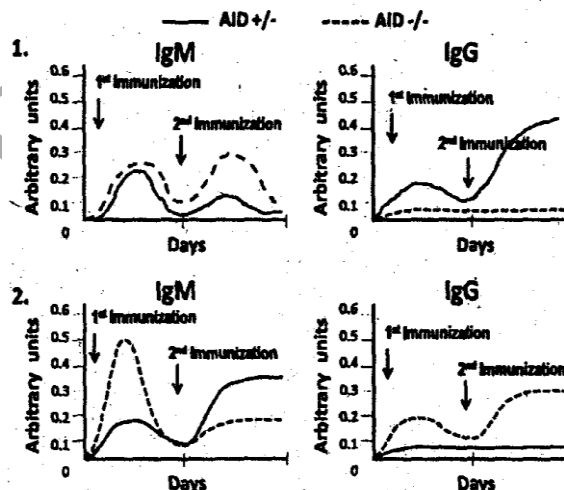 AID +/- AID -/-
1.
IgM IgG
0.6
0.5
0.4
0.3
0.2
0.1
0
Arbitrary units
1st Immunization
2nd Immunization
Days
0.6
0.5
0.4
0.3
0.2
0.1
0
Arbitrary units
1st Immunization
2nd Immunization
Days
2.
IgM IgG
0.6
0.5
0.4
0.3
0.2
0.1
0
Arbitrary units
1st Immunization
2nd Immunization
Days
0.6
0.5
0.4
0.3
0.2
0.1
0
Arbitrary units
1st Immunization
2nd Immunization
Days